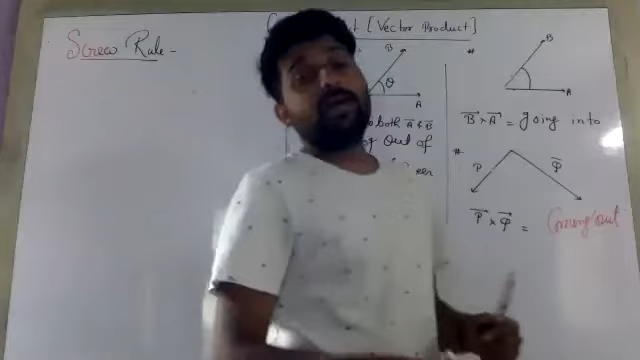 Screw Rule -
[Vector Product]
B
θ
A
both A⃗ & B⃗
out of
#
B
A
B⃗ × A⃗ = going into
#
P
Q⃗
P⃗ × Q⃗ = Coming out